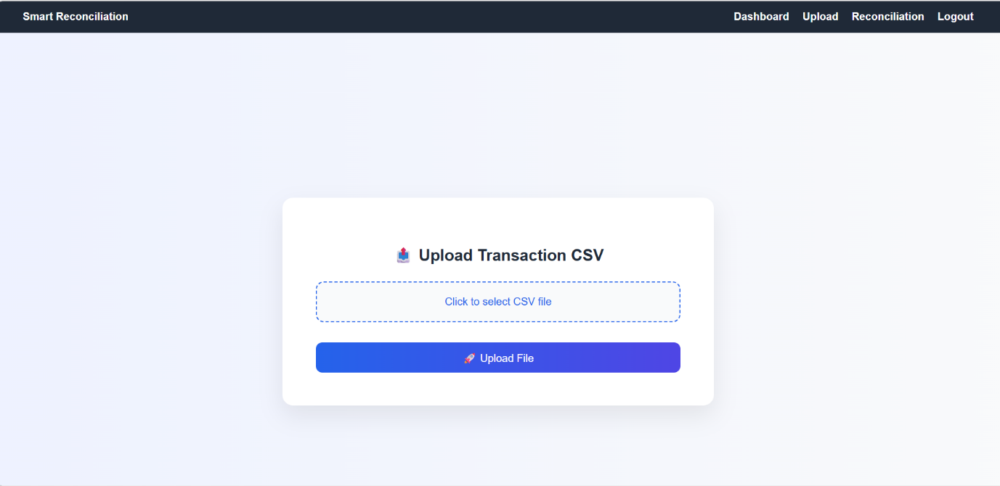 Smart Reconciliation Dashboard Upload Reconciliation Logout
📤 Upload Transaction CSV
Click to select CSV file
🚀 Upload File